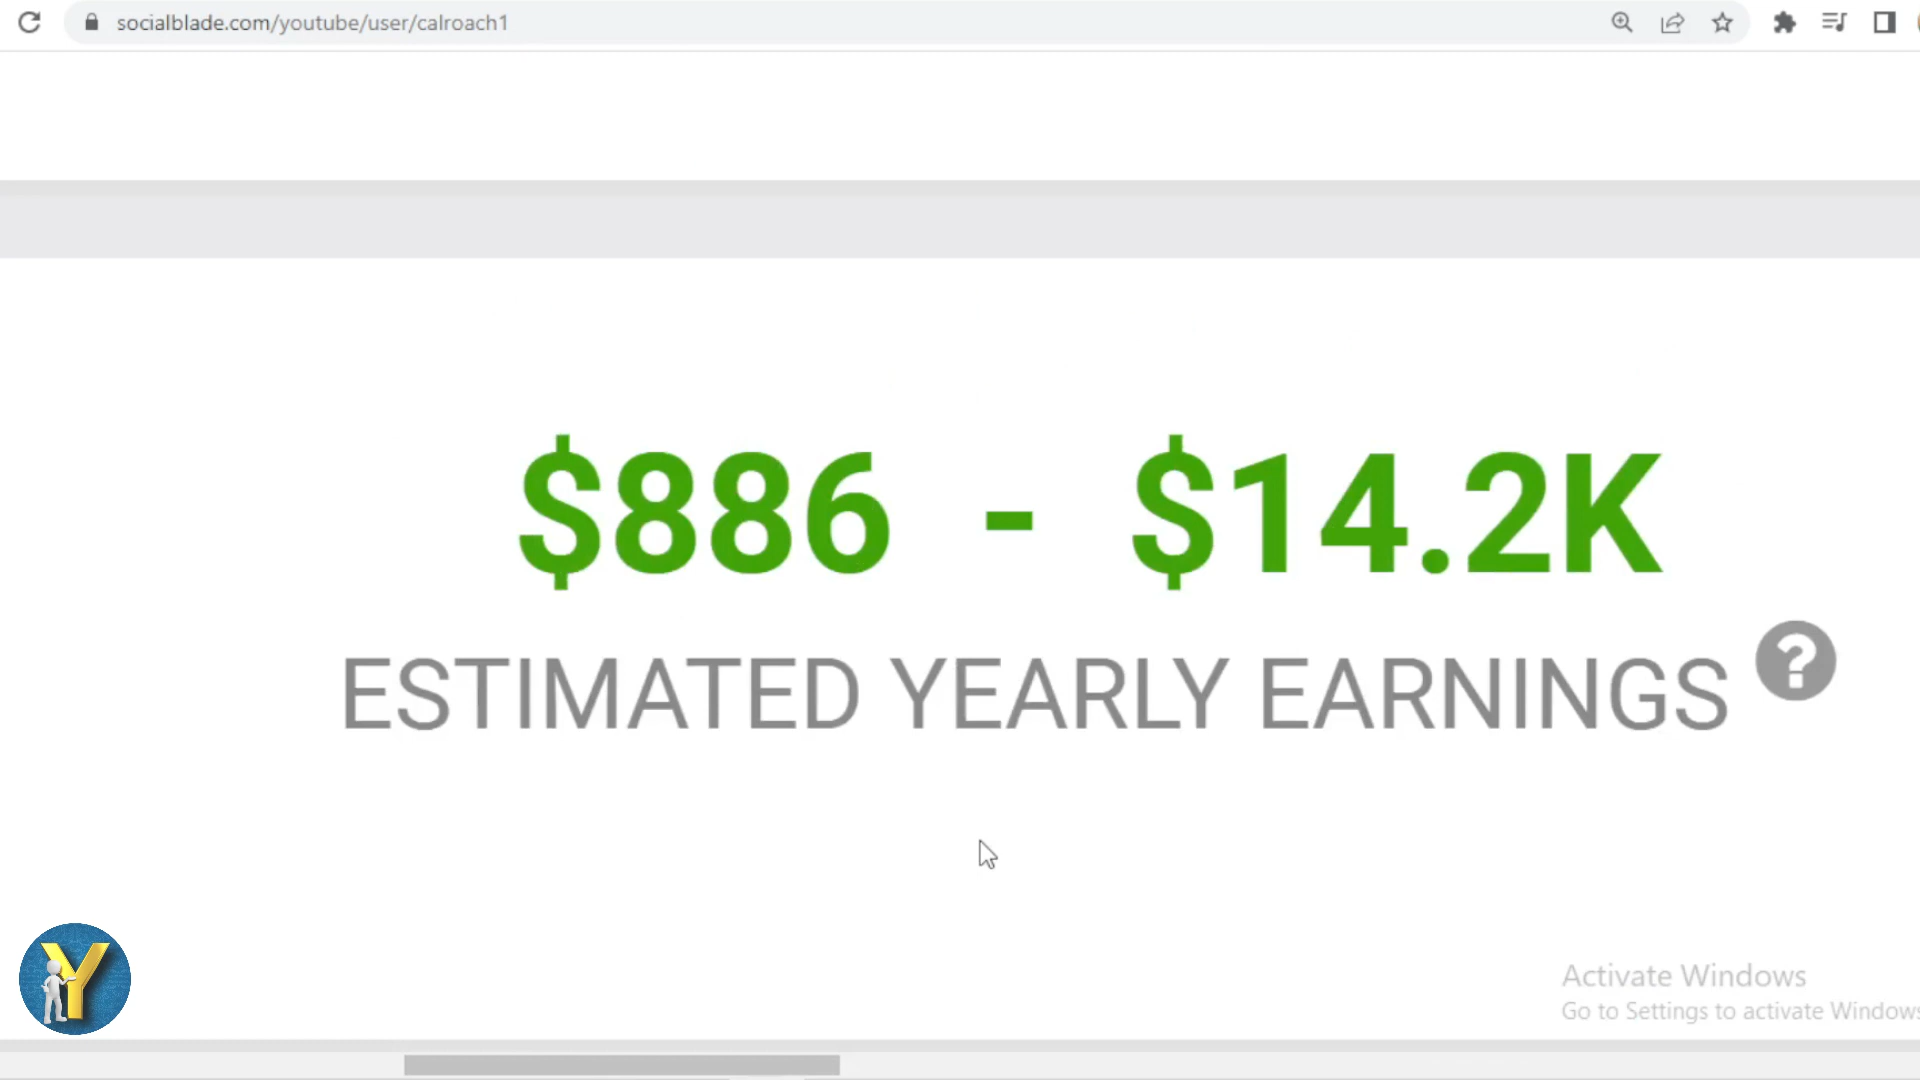 socialblade.com/youtube/user/calroach1
$886 - $14.2K
ESTIMATED YEARLY EARNINGS ?
Y
Activate Windows
Go to Settings to activate Windows